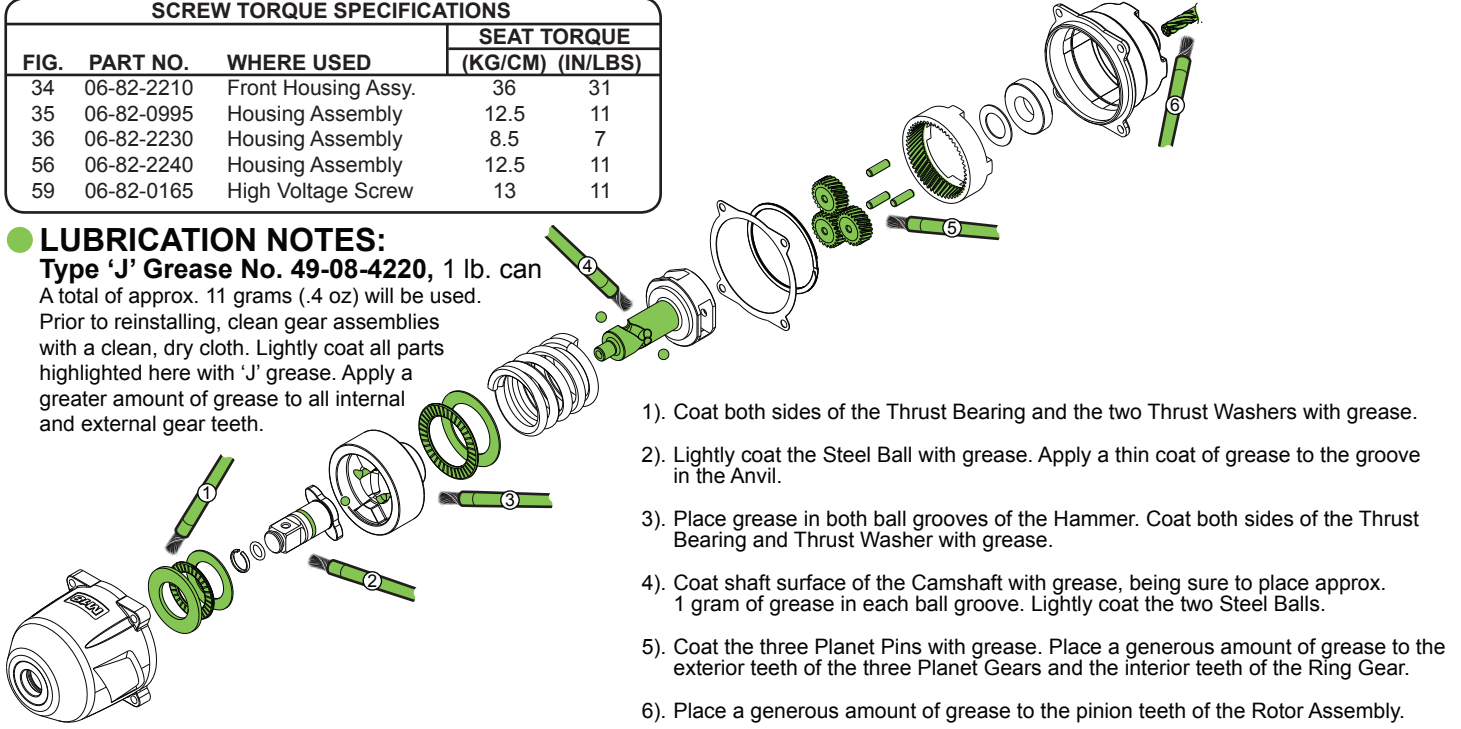 SCREW TORQUE SPECIFICATIONS
SEAT TORQUE
FIG. PART NO. WHERE USED (KG/CM) (IN/LBS)
34 06-82-2210 Front Housing Assy. 36 31
35 06-82-0995 Housing Assembly 12.5 11
36 06-82-2230 Housing Assembly 8.5 7
56 06-82-2240 Housing Assembly 12.5 11
59 06-82-0165 High Voltage Screw 13 11
LUBRICATION NOTES:
Type ‘J’ Grease No. 49-08-4220, 1 lb. can
A total of approx. 11 grams (.4 oz) will be used.
Prior to reinstalling, clean gear assemblies
with a clean, dry cloth. Lightly coat all parts
highlighted here with ‘J’ grease. Apply a
greater amount of grease to all internal
and external gear teeth.
1
2
3
4
5
6
1). Coat both sides of the Thrust Bearing and the two Thrust Washers with grease.
2). Lightly coat the Steel Ball with grease. Apply a thin coat of grease to the groove
in the Anvil.
3). Place grease in both ball grooves of the Hammer. Coat both sides of the Thrust
Bearing and Thrust Washer with grease.
4). Coat shaft surface of the Camshaft with grease, being sure to place approx.
1 gram of grease in each ball groove. Lightly coat the two Steel Balls.
5). Coat the three Planet Pins with grease. Place a generous amount of grease to the
exterior teeth of the three Planet Gears and the interior teeth of the Ring Gear.
6). Place a generous amount of grease to the pinion teeth of the Rotor Assembly.